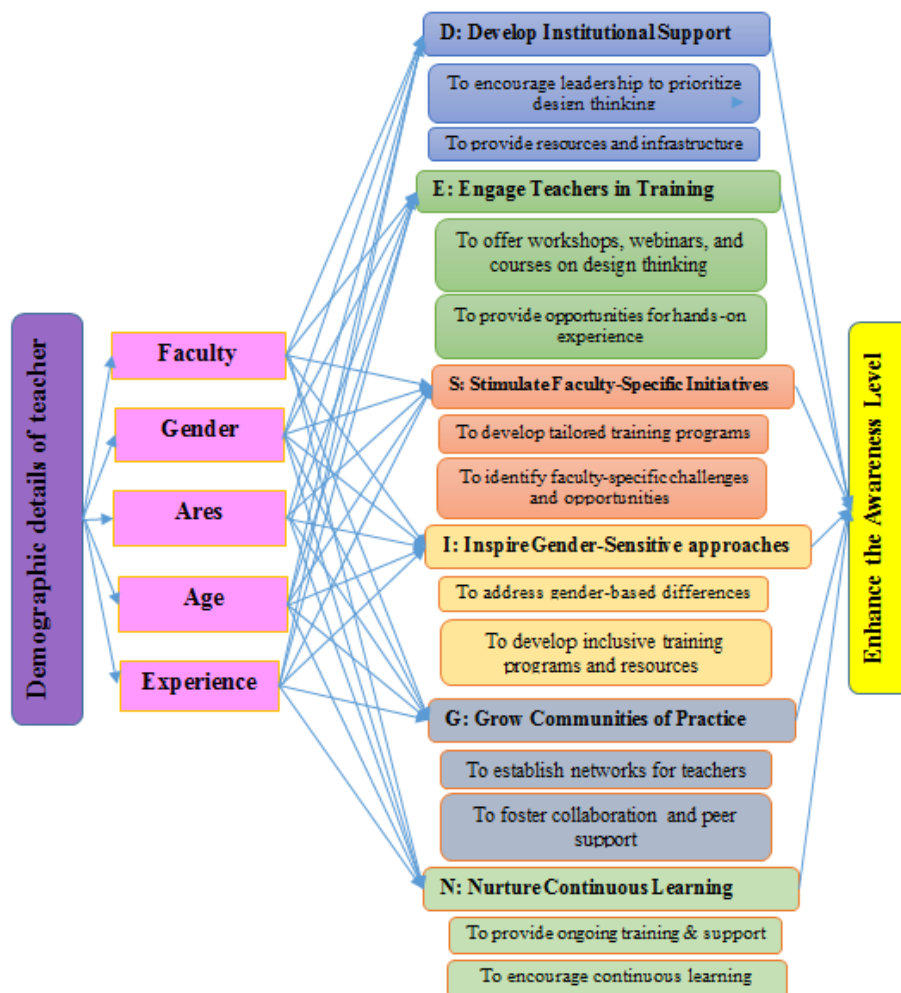 Demographic details of teacher
Faculty
Gender
Ares
Age
Experience
D: Develop Institutional Support
To encourage leadership to prioritize
design thinking
To provide resources and infrastructure
E: Engage Teachers in Training
To offer workshops, webinars, and
courses on design thinking
To provide opportunities for hands-on
experience
S: Stimulate Faculty-Specific Initiatives
To develop tailored training programs
To identify faculty-specific challenges
and opportunities
I: Inspire Gender-Sensitive approaches
To address gender-based differences
To develop inclusive training
programs and resources
G: Grow Communities of Practice
To establish networks for teachers
To foster collaboration and peer
support
N: Nurture Continuous Learning
To provide ongoing training & support
To encourage continuous learning
Enhance the Awareness Level